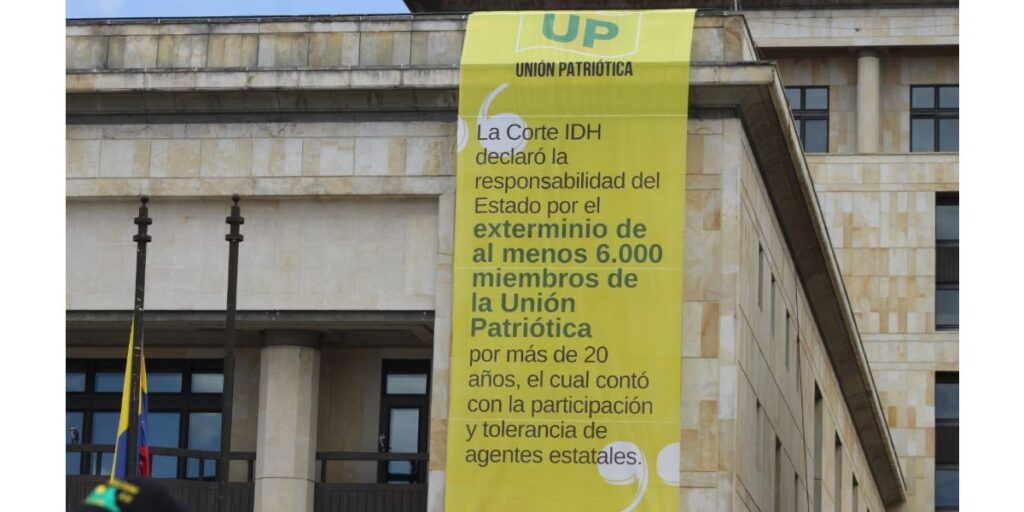 UP
UNIÓN PATRIÓTICA
La Corte IDH
declaró la
responsabilidad del
Estado por el
exterminio de
al menos 6.000
miembros de
la Unión
Patriótica
por más de 20
años, el cual contó
con la participación
y tolerancia de
agentes estatales.